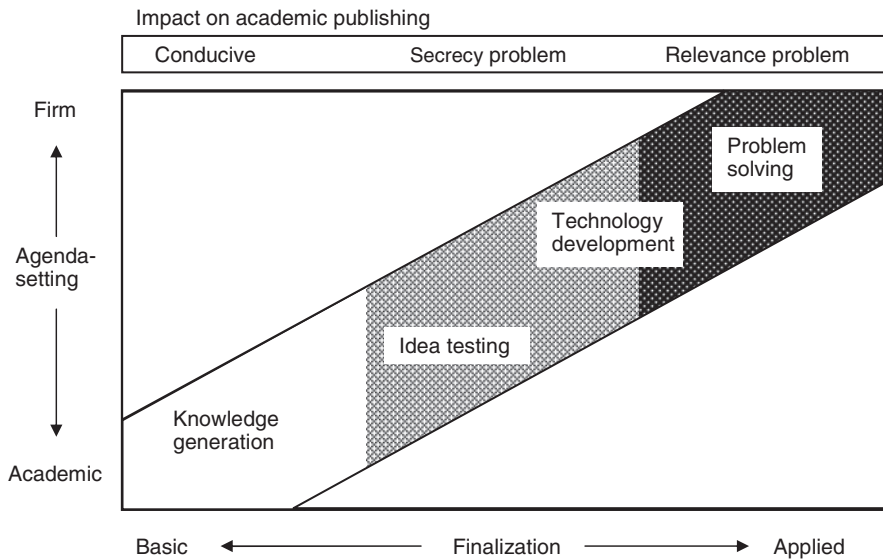 Impact on academic publishing
Conducive Secrecy problem Relevance problem
Firm
Problem
solving
Technology
development
Agenda-
setting
Idea testing
Knowledge
generation
Academic
Basic Finalization Applied